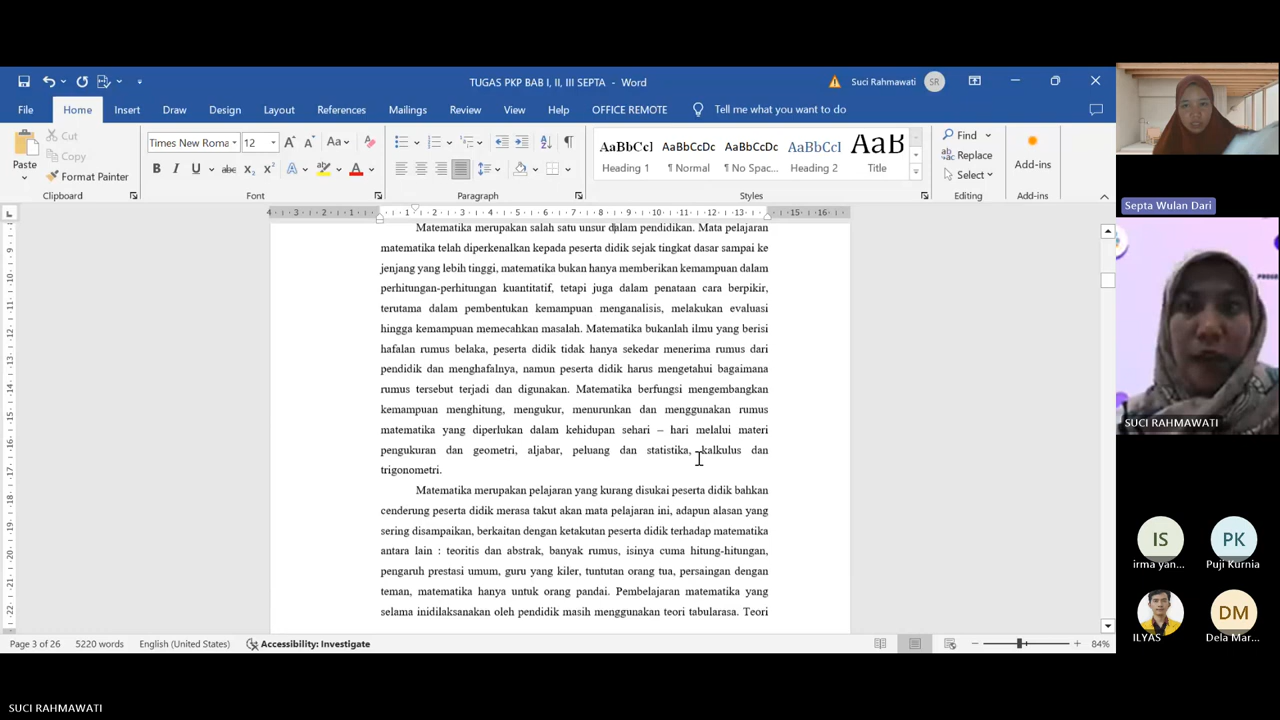 TUGAS PKP BAB I, II, III SEPTA - Word
Suci Rahmawati
SR
File Home Insert Draw Design Layout References Mailings Review View Help OFFICE REMOTE Tell me what you want to do
Paste
Cut
Copy
Format Painter
Clipboard
Times New Roma 12
Font
Paragraph
AaBbCcI AaBbCcDc AaBbCcDc AaBbCcI AaB
Heading 1 ¶ Normal ¶ No Spac... Heading 2 Title
Styles
Find
Replace
Select
Editing
Add-ins
Add-ins
Septa Wulan Dari
Matematika merupakan salah satu unsur dalam pendidikan. Mata pelajaran
matematika telah diperkenalkan kepada peserta didik sejak tingkat dasar sampai ke
jenjang yang lebih tinggi, matematika bukan hanya memberikan kemampuan dalam
perhitungan-perhitungan kuantitatif, tetapi juga dalam penataan cara berpikir,
terutama dalam pembentukan kemampuan menganalisis, melakukan evaluasi
hingga kemampuan memecahkan masalah. Matematika bukanlah ilmu yang berisi
hafalan rumus belaka, peserta didik tidak hanya sekedar menerima rumus dari
pendidik dan menghafalnya, namun peserta didik harus mengetahui bagaimana
rumus tersebut terjadi dan digunakan. Matematika berfungsi mengembangkan
kemampuan menghitung, mengukur, menurunkan dan menggunakan rumus
matematika yang diperlukan dalam kehidupan sehari – hari melalui materi
pengukuran dan geometri, aljabar, peluang dan statistika, kalkulus dan
trigonometri.
Matematika merupakan pelajaran yang kurang disukai peserta didik bahkan
cenderung peserta didik merasa takut akan mata pelajaran ini, adapun alasan yang
sering disampaikan, berkaitan dengan ketakutan peserta didik terhadap matematika
antara lain : teoritis dan abstrak, banyak rumus, isinya cuma hitung-hitungan,
pengaruh prestasi umum, guru yang kiler, tuntutan orang tua, persaingan dengan
teman, matematika hanya untuk orang pandai. Pembelajaran matematika yang
selama inidilaksanakan oleh pendidik masih menggunakan teori tabularasa. Teori
SUCI RAHMAWATI
IS
irma yan...
PK
Puji Kurnia
ILYAS
DM
Dela Mar...
Page 3 of 26 5220 words English (United States) Accessibility: Investigate 84%
SUCI RAHMAWATI